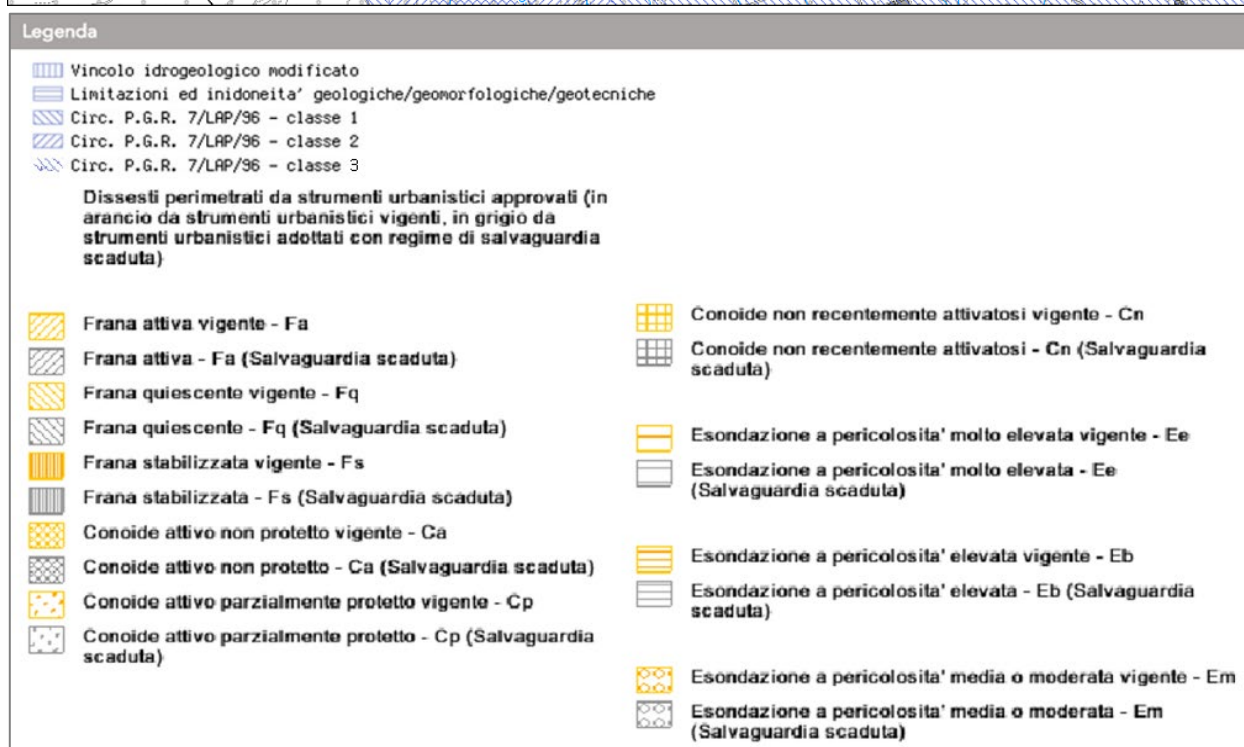 Legenda
Vincolo idrogeologico modificato
Limitazioni ed inidoneita' geologiche/geomorfologiche/geotecniche
Circ. P.G.R. 7/LAP/96 - classe 1
Circ. P.G.R. 7/LAP/96 - classe 2
Circ. P.G.R. 7/LAP/96 - classe 3
Dissesti perimetrati da strumenti urbanistici approvati (in
arancio da strumenti urbanistici vigenti, in grigio da
strumenti urbanistici adottati con regime di salvaguardia
scaduta)
Frana attiva vigente - Fa
Frana attiva - Fa (Salvaguardia scaduta)
Frana quiescente vigente - Fq
Frana quiescente - Fq (Salvaguardia scaduta)
Frana stabilizzata vigente - Fs
Frana stabilizzata - Fs (Salvaguardia scaduta)
Conoide attivo non protetto vigente - Ca
Conoide attivo non protetto - Ca (Salvaguardia scaduta)
Conoide attivo parzialmente protetto vigente - Cp
Conoide attivo parzialmente protetto - Cp (Salvaguardia
scaduta)
Conoide non recentemente attivatosi vigente - Cn
Conoide non recentemente attivatosi - Cn (Salvaguardia
scaduta)
Esondazione a pericolosita' molto elevata vigente - Ee
Esondazione a pericolosita' molto elevata - Ee
(Salvaguardia scaduta)
Esondazione a pericolosita' elevata vigente - Eb
Esondazione a pericolosita' elevata - Eb (Salvaguardia
scaduta)
Esondazione a pericolosita' media o moderata vigente - Em
Esondazione a pericolosita' media o moderata - Em
(Salvaguardia scaduta)